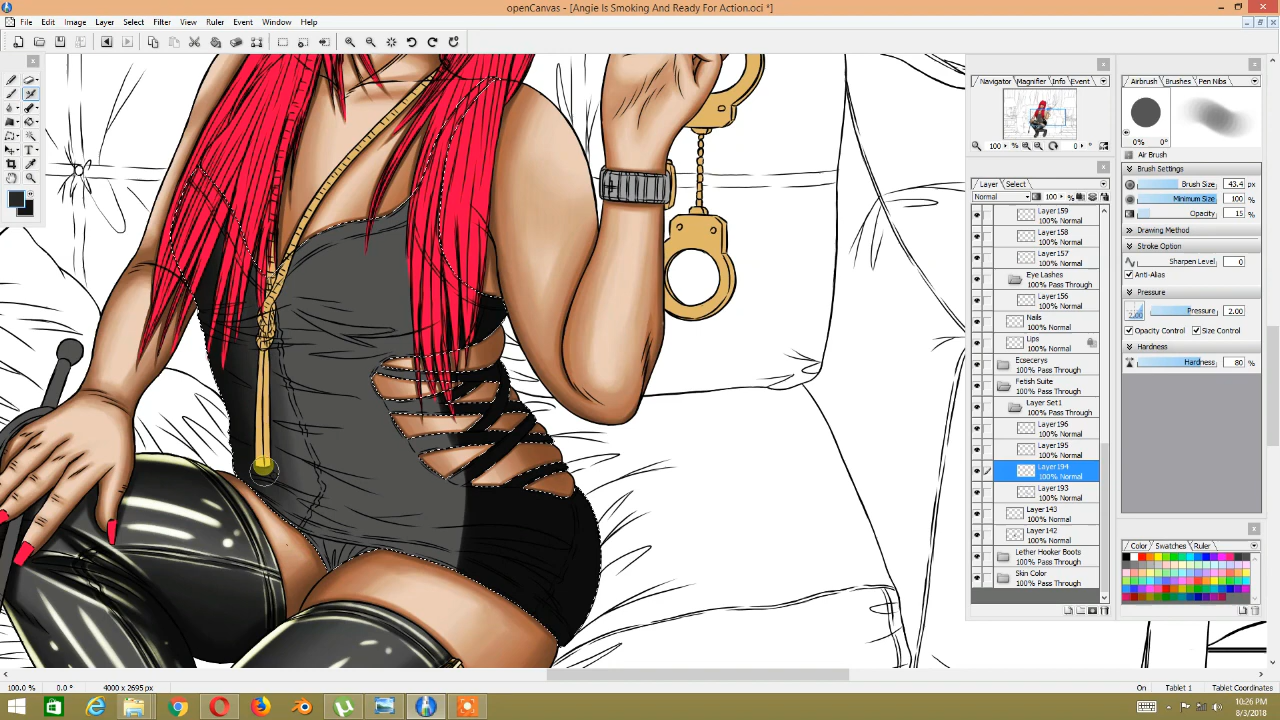 openCanvas - [Angie Is Smoking And Ready For Action.oci *]
File Edit Image Layer Select Filter View Ruler Event Window Help
Navigator Magnifier Info Event
100 % 0 °
Layer Select
Normal 100 %
Layer159
100% Normal
Layer158
100% Normal
Layer157
100% Normal
Eye Lashes
100% Pass Through
Layer156
100% Normal
Nails
100% Normal
Lips
100% Normal
Ecsecerys
100% Pass Through
Fetish Suite
100% Pass Through
Layer Set1
100% Pass Through
Layer196
100% Normal
Layer195
100% Normal
Layer194
100% Normal
Layer193
100% Normal
Layer143
100% Normal
Layer142
100% Normal
Lether Hooker Boots
100% Pass Through
Skin Color
100% Pass Through
Airbrush Brushes Pen Nibs
0% 0%
Air Brush
Brush Settings
Brush Size 43.4 px
Minimum Size 100 %
Opacity 15 %
Drawing Method
Stroke Option
Sharpen Level 0
Anti-Alias
Pressure
2.00 Pressure 2.00
Opacity Control Size Control
Hardness
Hardness 80 %
Color Swatches Ruler
100.0 % 0.0 ° 4000 x 2695 px On Tablet 1 Tablet Coordinates
10:26 PM
8/3/2018